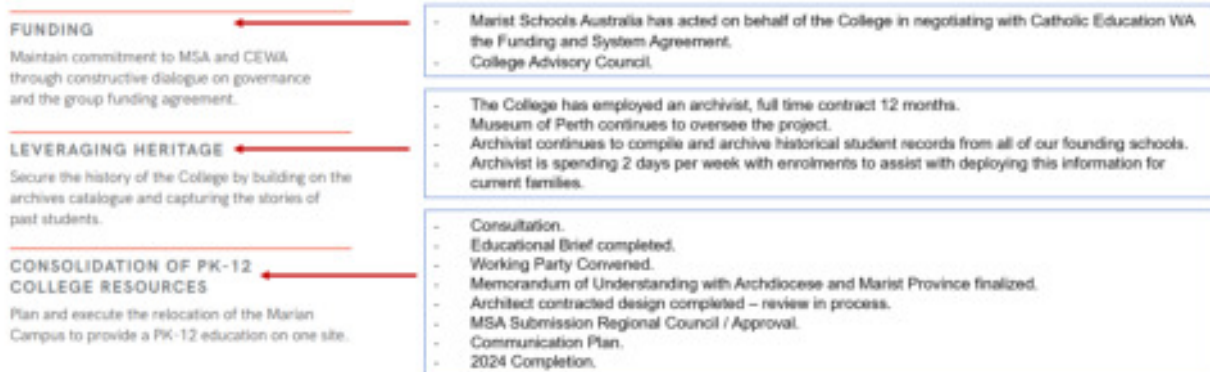 FUNDING
Maintain commitment to MSA and CEWA
through constructive dialogue on governance
and the group funding agreement.
- Marist Schools Australia has acted on behalf of the College in negotiating with Catholic Education WA
the Funding and System Agreement.
- College Advisory Council.
LEVERAGING HERITAGE
Secure the history of the College by building on the
archives catalogue and capturing the stories of
past students.
- The College has employed an archivist, full time contract 12 months.
- Museum of Perth continues to oversee the project.
- Archivist continues to compile and archive historical student records from all of our founding schools.
- Archivist is spending 2 days per week with enrolments to assist with deploying this information for
current families.
CONSOLIDATION OF PK-12
COLLEGE RESOURCES
Plan and execute the relocation of the Marian
Campus to provide a PK-12 education on one site.
- Consultation.
- Educational Brief completed.
- Working Party Convened.
- Memorandum of Understanding with Archdiocese and Marist Province finalized.
- Architect contracted design completed – review in process.
- MSA Submission Regional Council / Approval.
- Communication Plan.
- 2024 Completion.